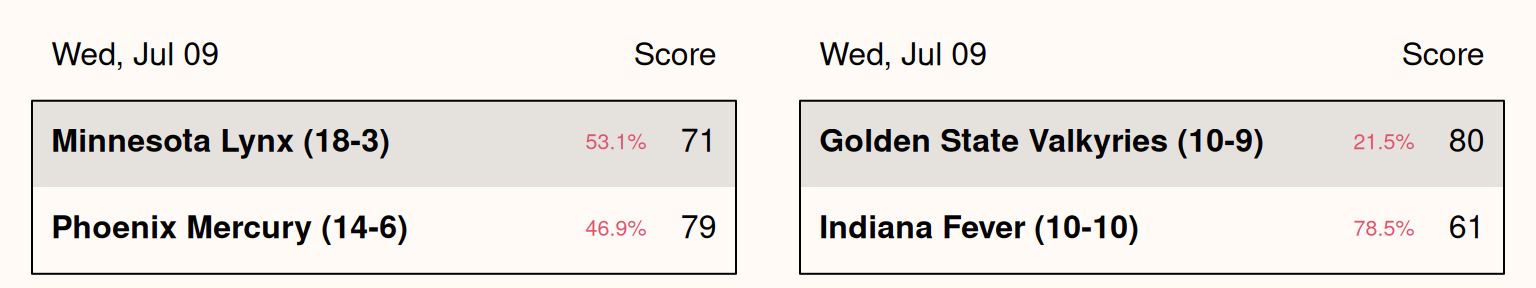 Wed, Jul 09 Score
Minnesota Lynx (18-3) 53.1% 71
Phoenix Mercury (14-6) 46.9% 79
Wed, Jul 09 Score
Golden State Valkyries (10-9) 21.5% 80
Indiana Fever (10-10) 78.5% 61